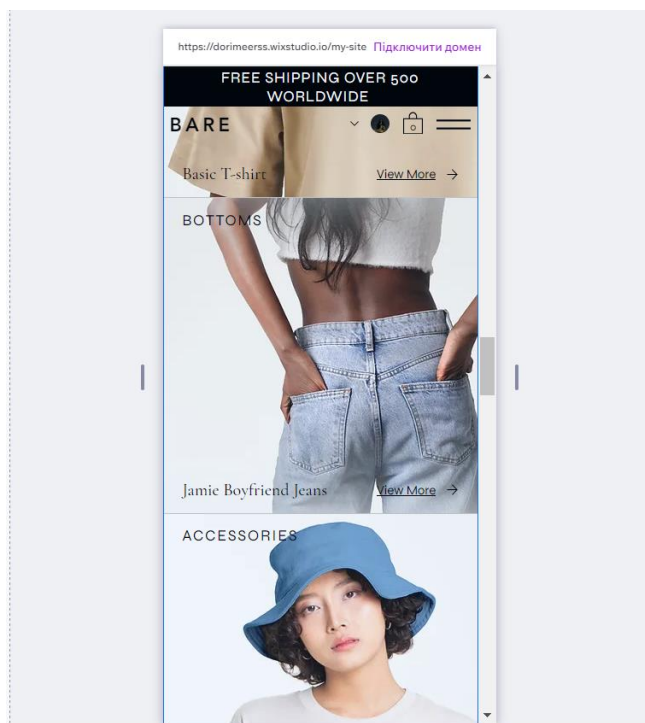 https://dorimeerss.wixstudio.io/my-site Підключити домен
FREE SHIPPING OVER 500
WORLDWIDE
BARE
0
Basic T-shirt View More →
BOTTOMS
Jamie Boyfriend Jeans View More →
ACCESSORIES